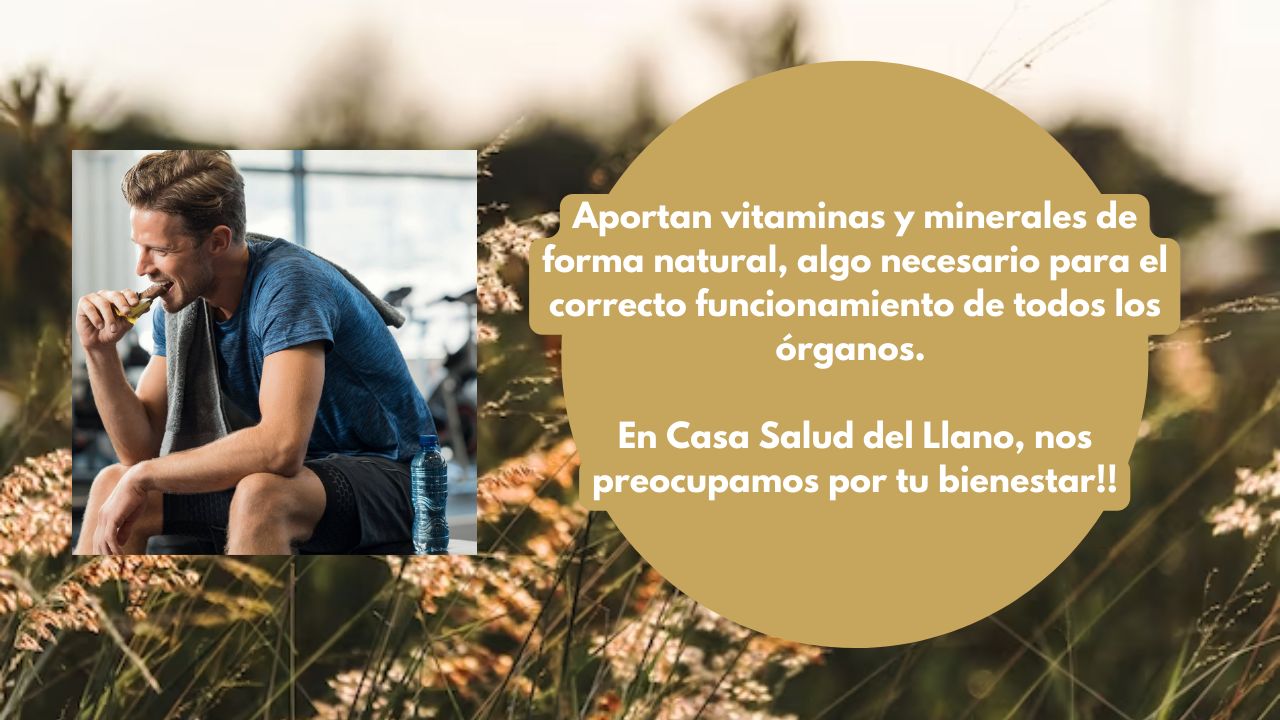 Aportan vitaminas y minerales de
forma natural, algo necesario para el
correcto funcionamiento de todos los
órganos.
En Casa Salud del Llano, nos
preocupamos por tu bienestar!!